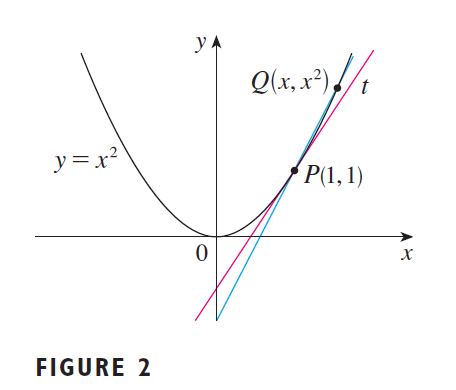 y
Q(x, x²)
t
y = x²
P(1, 1)
0
x
FIGURE 2